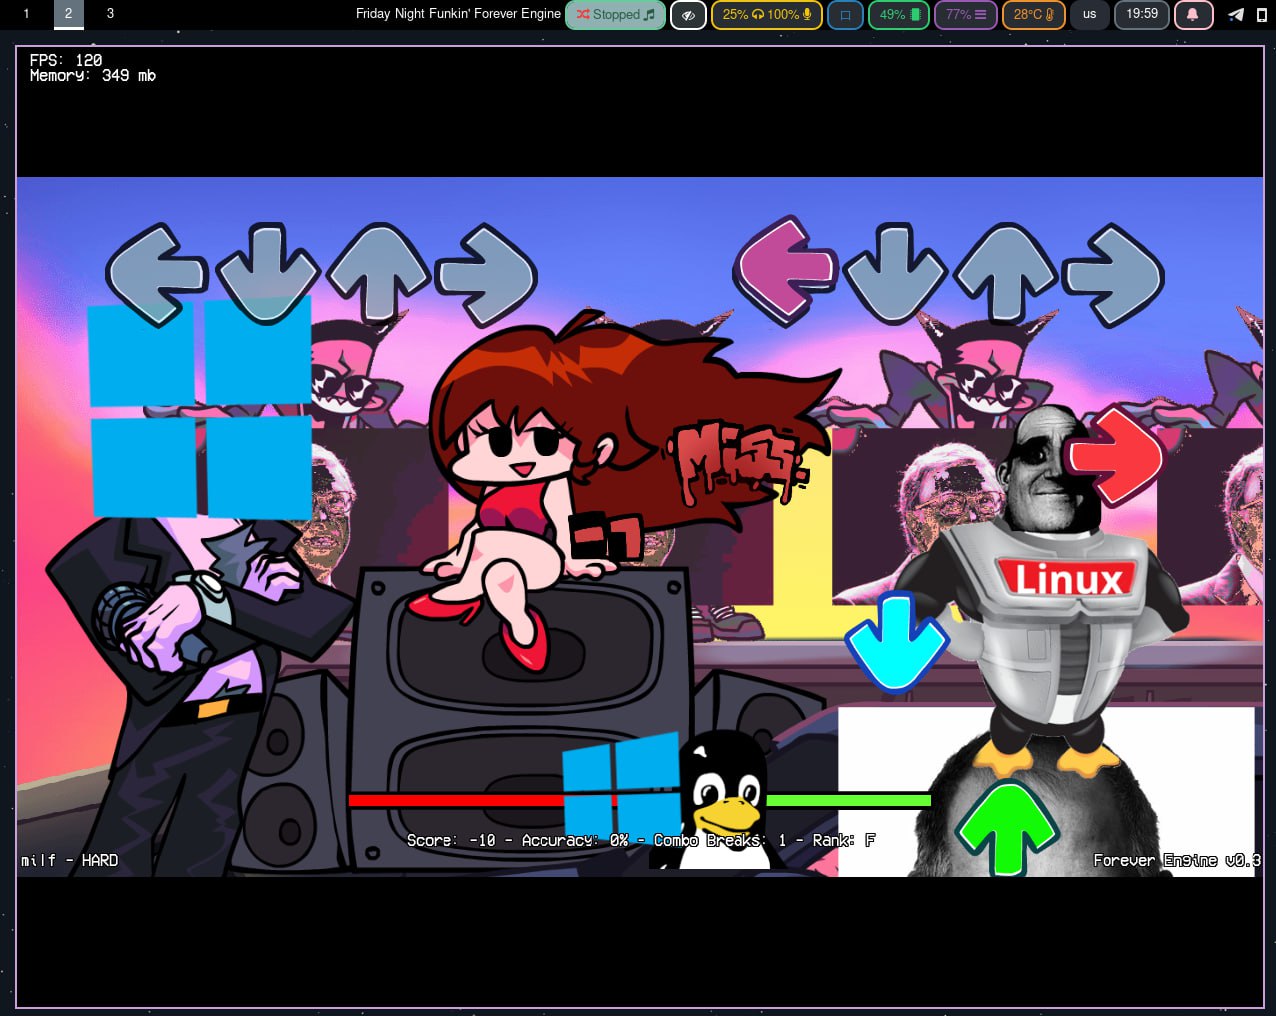 1 2 3 Friday Night Funkin' Forever Engine Stopped 25% 100% 49% 77% 28°C us 19:59
FPS: 120
Memory: 349 mb
Miss
Linux
Score: -10 - Accuracy: 0% - Combo Breaks: 1 - Rank: F
milf - HARD
Forever Engine v0.3